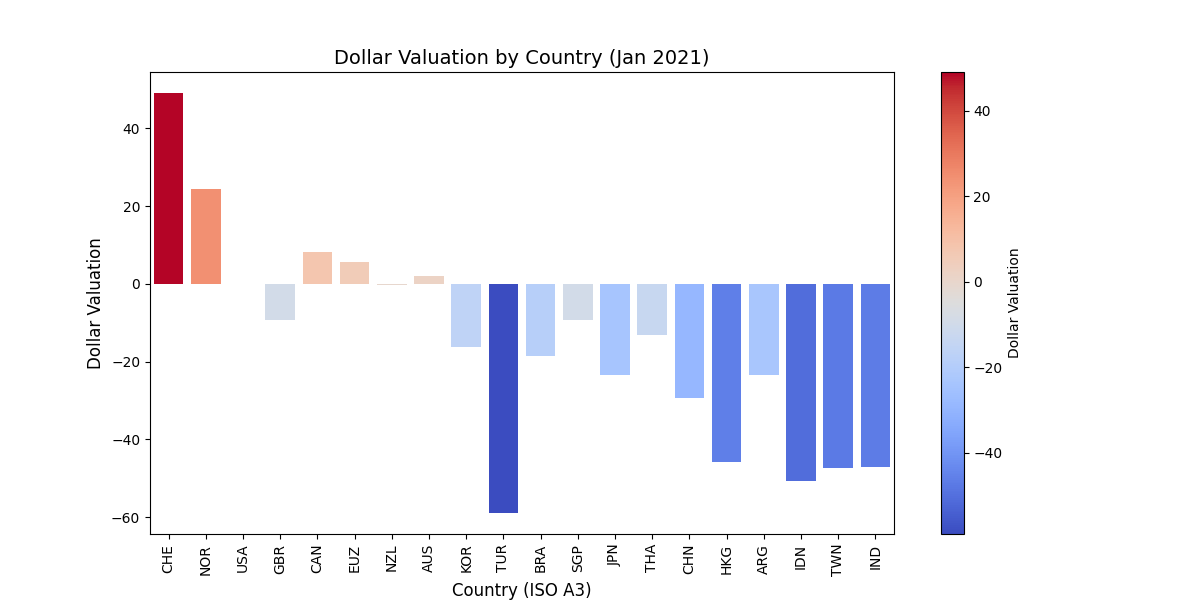 Dollar Valuation by Country (Jan 2021)
Dollar Valuation
40
20
0
−20
−40
−60
CHE NOR USA GBR CAN EUZ NZL AUS KOR TUR BRA SGP JPN THA CHN HKG ARG IDN TWN IND
Country (ISO A3)
40
20
0
−20
−40
Dollar Valuation